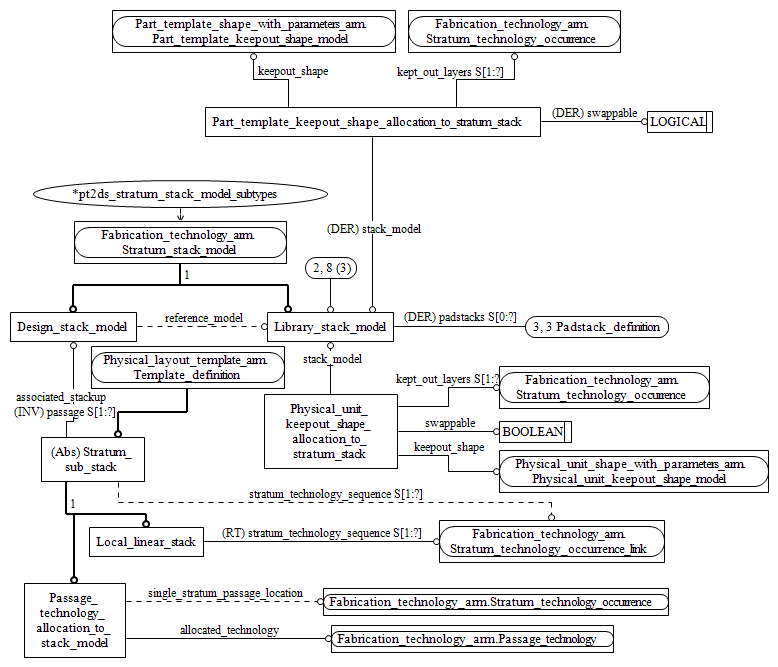 Part_template_shape_with_parameters_arm.
Part_template_keepout_shape_model
Fabrication_technology_arm.
Stratum_technology_occurrence
keepout_shape
kept_out_layers S[1:?]
Part_template_keepout_shape_allocation_to_stratum_stack
(DER) swappable
LOGICAL
*pt2ds_stratum_stack_model_subtypes
Fabrication_technology_arm.
Stratum_stack_model
(DER) stack_model
1
2, 8 (3)
Design_stack_model
reference_model
Library_stack_model
(DER) padstacks S[0:?]
3, 3 Padstack_definition
Physical_layout_template_arm.
Template_definition
stack_model
associated_stackup
(INV) passage S[1:?]
kept_out_layers S[1:?
Fabrication_technology_arm.
Stratum_technology_occurrence
Physical_unit_
keepout_shape_
allocation_to_
stratum_stack
swappable
BOOLEAN
keepout_shape
Physical_unit_shape_with_parameters_arm.
Physical_unit_keepout_shape_model
(Abs) Stratum_
sub_stack
1
stratum_technology_sequence S[1:?]
Local_linear_stack
(RT) stratum_technology_sequence S[1:?]
Fabrication_technology_arm.
Stratum_technology_occurrence_link
Passage_
technology_
allocation_to_
stack_model
single_stratum_passage_location
Fabrication_technology_arm.Stratum_technology_occurrence
allocated_technology
Fabrication_technology_arm.Passage_technology